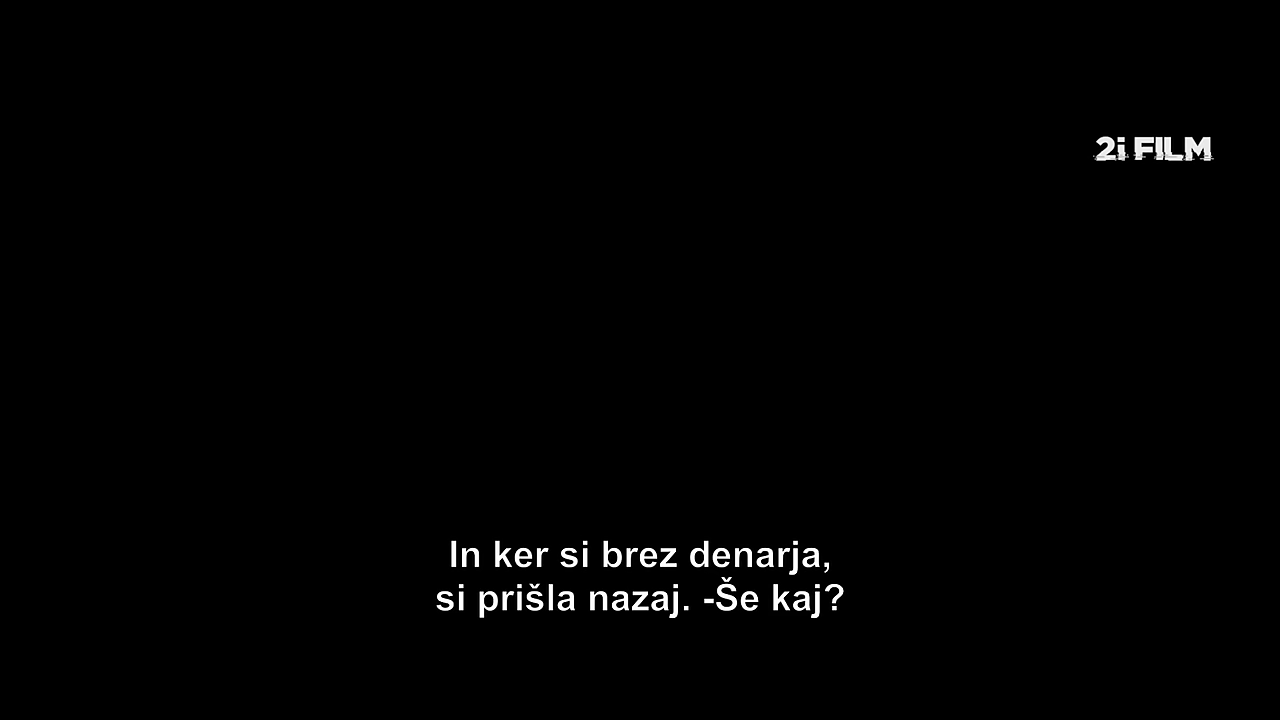 2i FILM
In ker si brez denarja,
si prišla nazaj. -Še kaj?